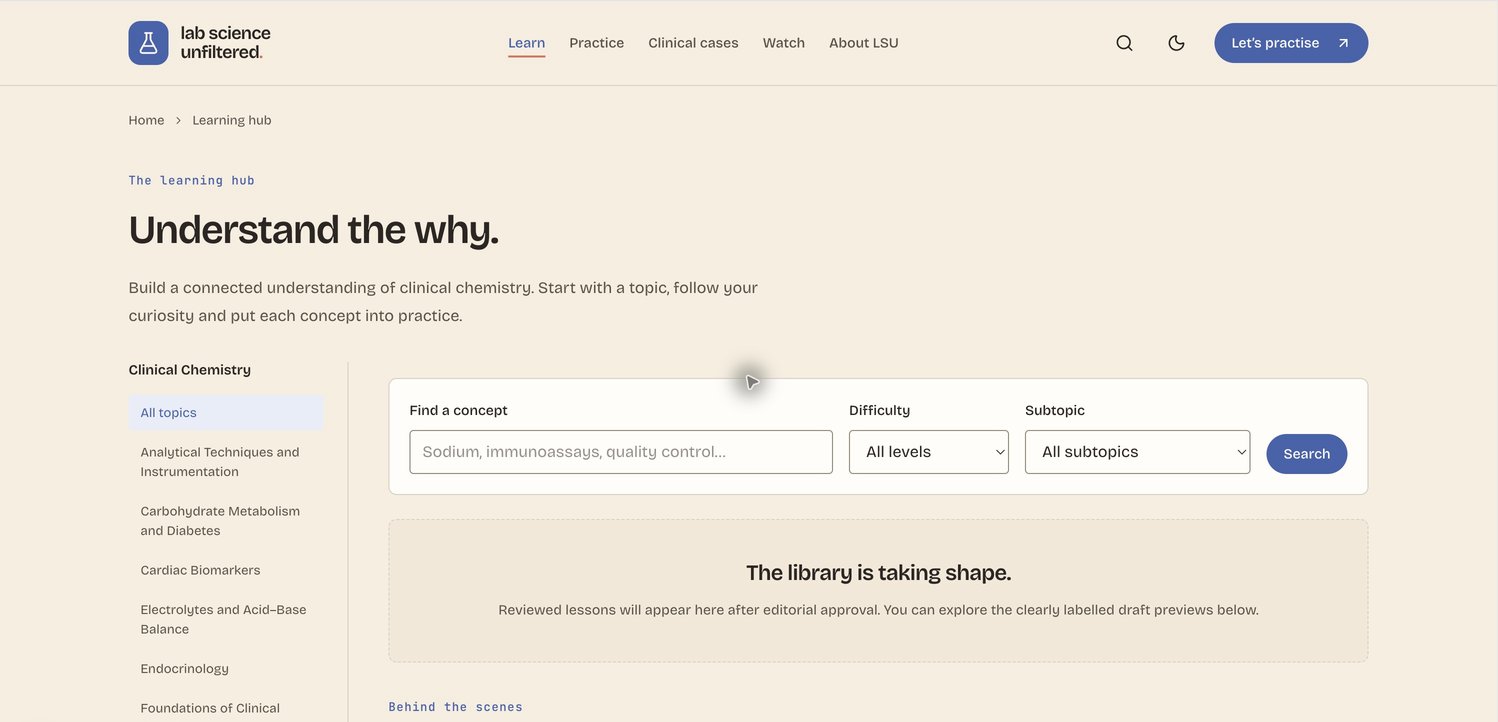 lab science
unfiltered.
Learn
Practice
Clinical cases
Watch
About LSU
Let's practise
Home
Learning hub
The learning hub
Understand the why.
Build a connected understanding of clinical chemistry. Start with a topic, follow your
curiosity and put each concept into practice.
Clinical Chemistry
All topics
Analytical Techniques and
Instrumentation
Carbohydrate Metabolism
and Diabetes
Cardiac Biomarkers
Electrolytes and Acid–Base
Balance
Endocrinology
Foundations of Clinical
Find a concept
Sodium, immunoassays, quality control...
Difficulty
All levels
Subtopic
All subtopics
Search
The library is taking shape.
Reviewed lessons will appear here after editorial approval. You can explore the clearly labelled draft previews below.
Behind the scenes